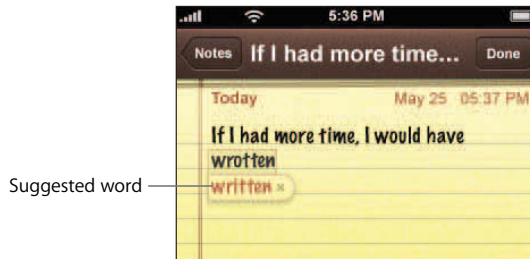 5:36 PM
Notes If I had more time... Done
Today May 25 05:37 PM
If I had more time, I would have
wrotten
Suggested word written ×